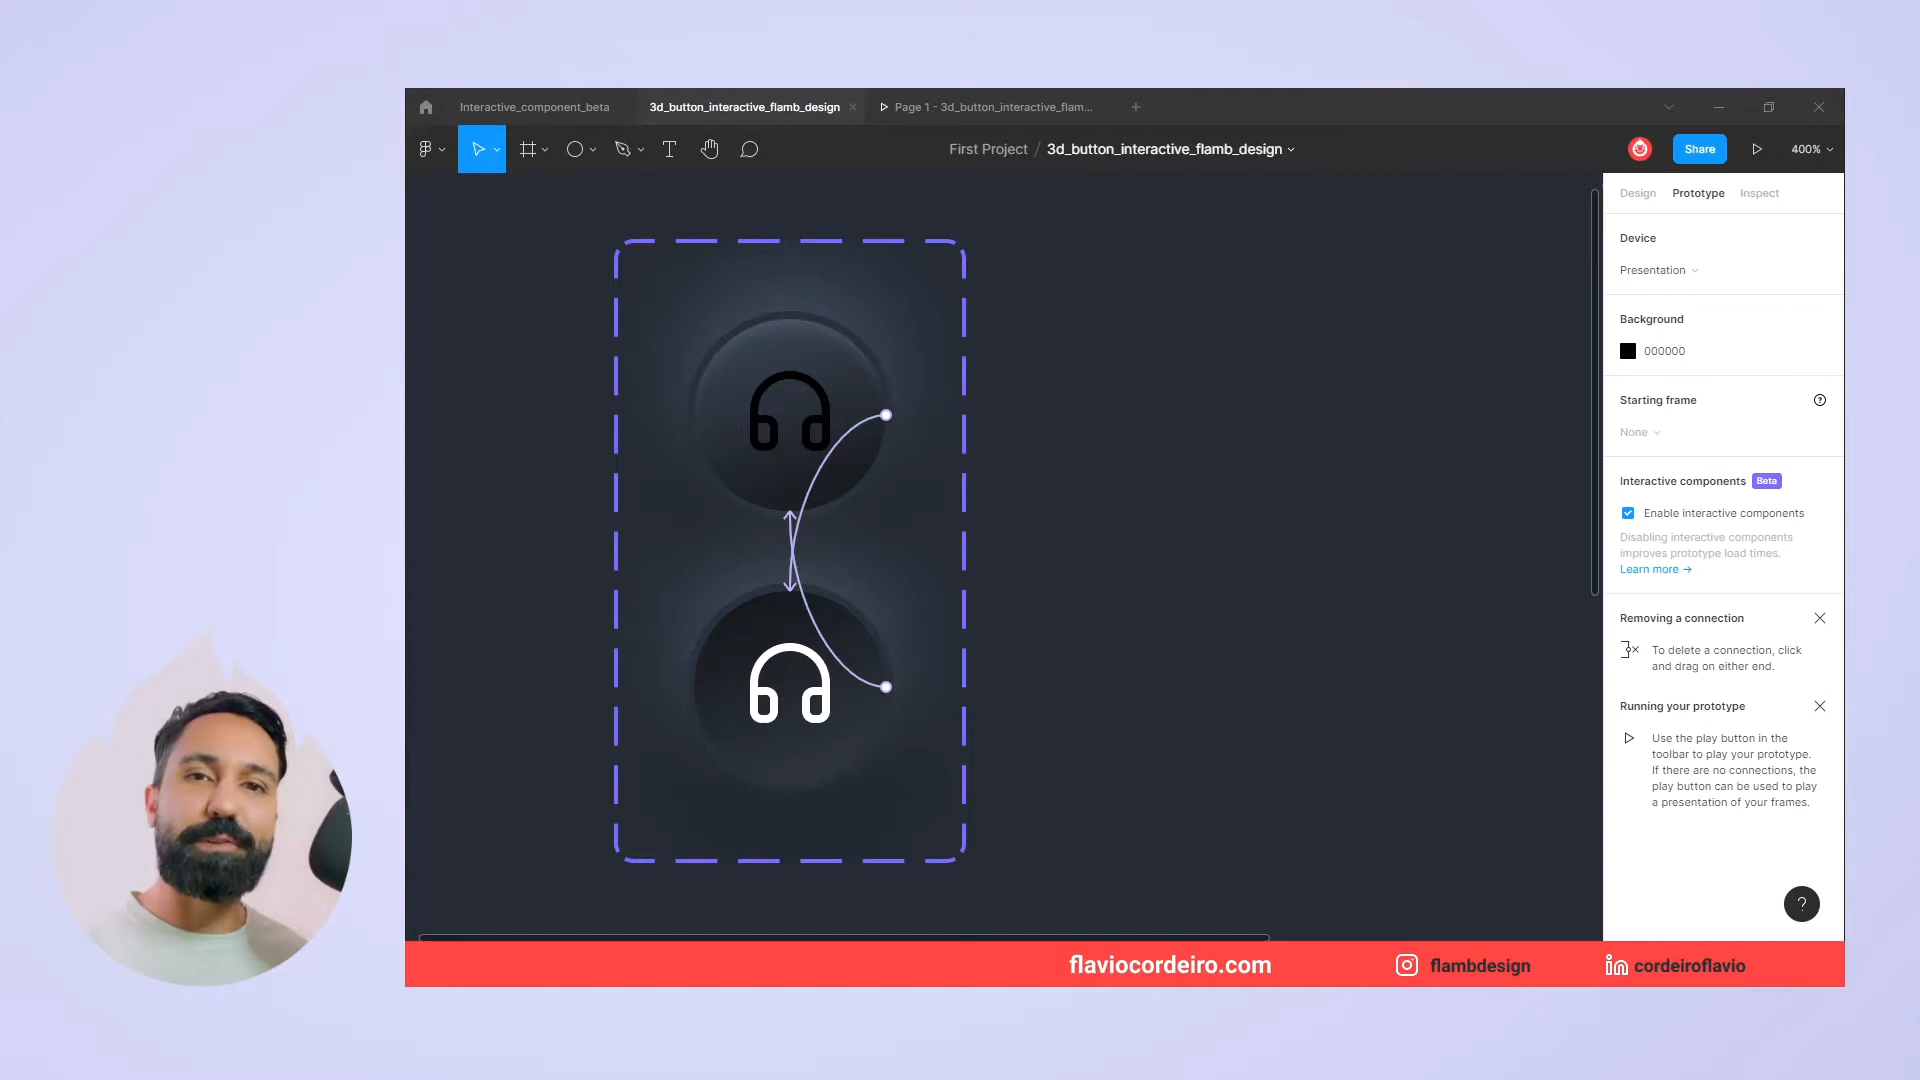 Interactive_component_beta
3d_button_interactive_flamb_design
Page 1 - 3d_button_interactive_flam...
First Project / 3d_button_interactive_flamb_design
Share
400%
Design Prototype Inspect
Device
Presentation
Background
000000
Starting frame
None
Interactive components Beta
Enable interactive components
Disabling interactive components
improves prototype load times.
Learn more →
Removing a connection
To delete a connection, click
and drag on either end.
Running your prototype
Use the play button in the
toolbar to play your prototype.
If there are no connections, the
play button can be used to play
a presentation of your frames.
?
flaviocordeiro.com
flambdesign
in cordeiroflavio